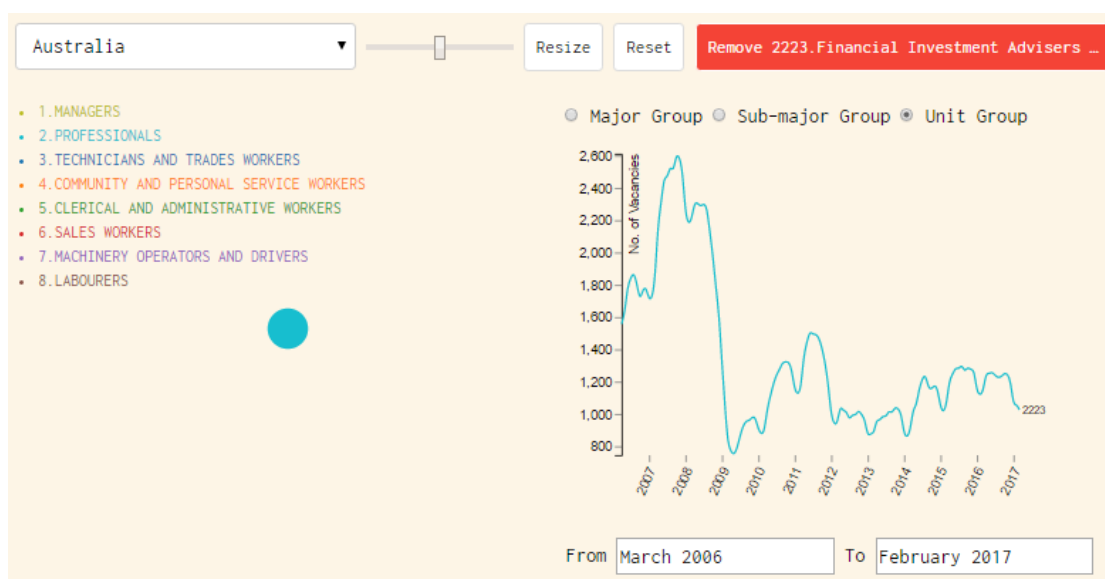 Australia
Resize
Reset
Remove 2223.Financial Investment Advisers …
1.MANAGERS
2.PROFESSIONALS
3.TECHNICIANS AND TRADES WORKERS
4.COMMUNITY AND PERSONAL SERVICE WORKERS
5.CLERICAL AND ADMINISTRATIVE WORKERS
6.SALES WORKERS
7.MACHINERY OPERATORS AND DRIVERS
8.LABOURERS
Major Group
Sub-major Group
Unit Group
No. of Vacancies
2,600
2,400
2,200
2,000
1,800
1,600
1,400
1,200
1,000
800
2223
2007
2008
2009
2010
2011
2012
2013
2014
2015
2016
2017
From March 2006 To February 2017